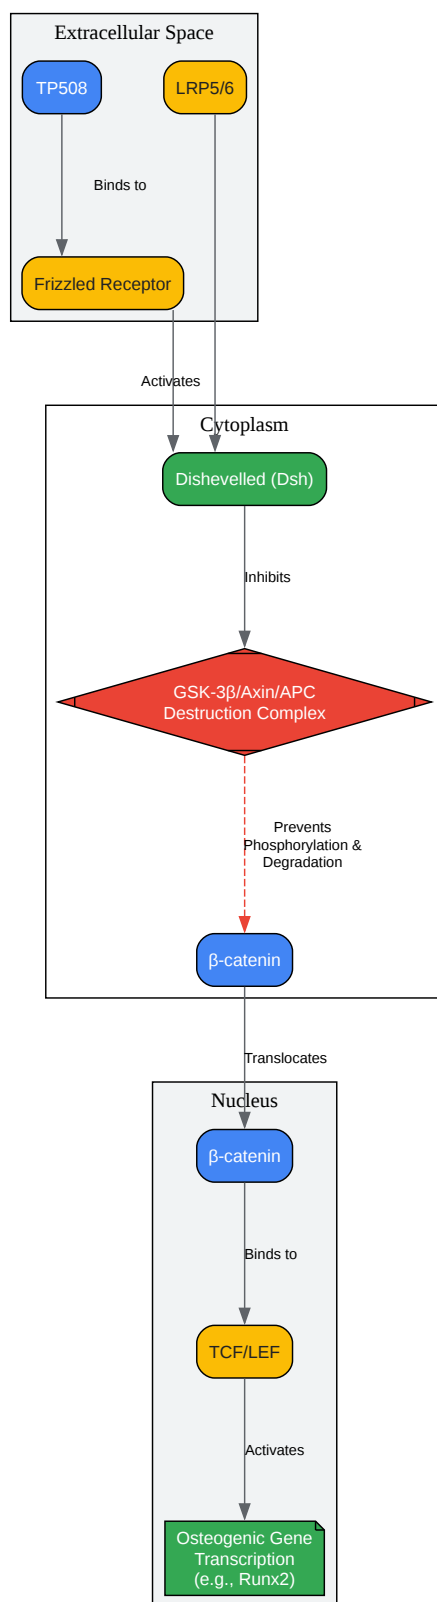 Extracellular Space
TP508
LRP5/6
Binds to
Frizzled Receptor
Activates
Cytoplasm
Dishevelled (Dsh)
Inhibits
GSK-3β/Axin/APC
Destruction Complex
Prevents
Phosphorylation &
Degradation
β-catenin
Translocates
Nucleus
β-catenin
Binds to
TCF/LEF
Activates
Osteogenic Gene
Transcription
(e.g., Runx2)